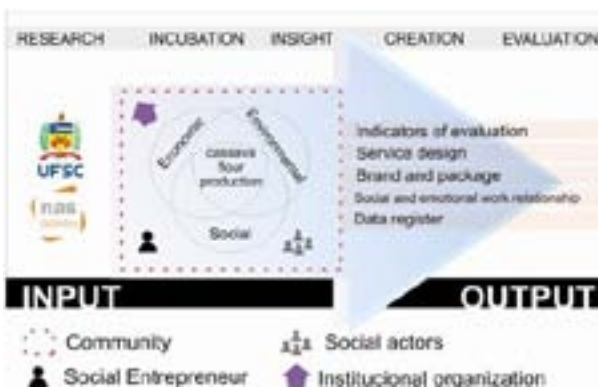 RESEARCH INCUBATION INSIGHT CREATION EVALUATION
UFSC
nas
Economic
Environmental
cassava
flour
production
Social
Indicators of evaluation
Service design
Brand and package
Social and emotional work relationship
Data register
INPUT OUTPUT
Community
Social actors
Social Entrepreneur
Institucional organization